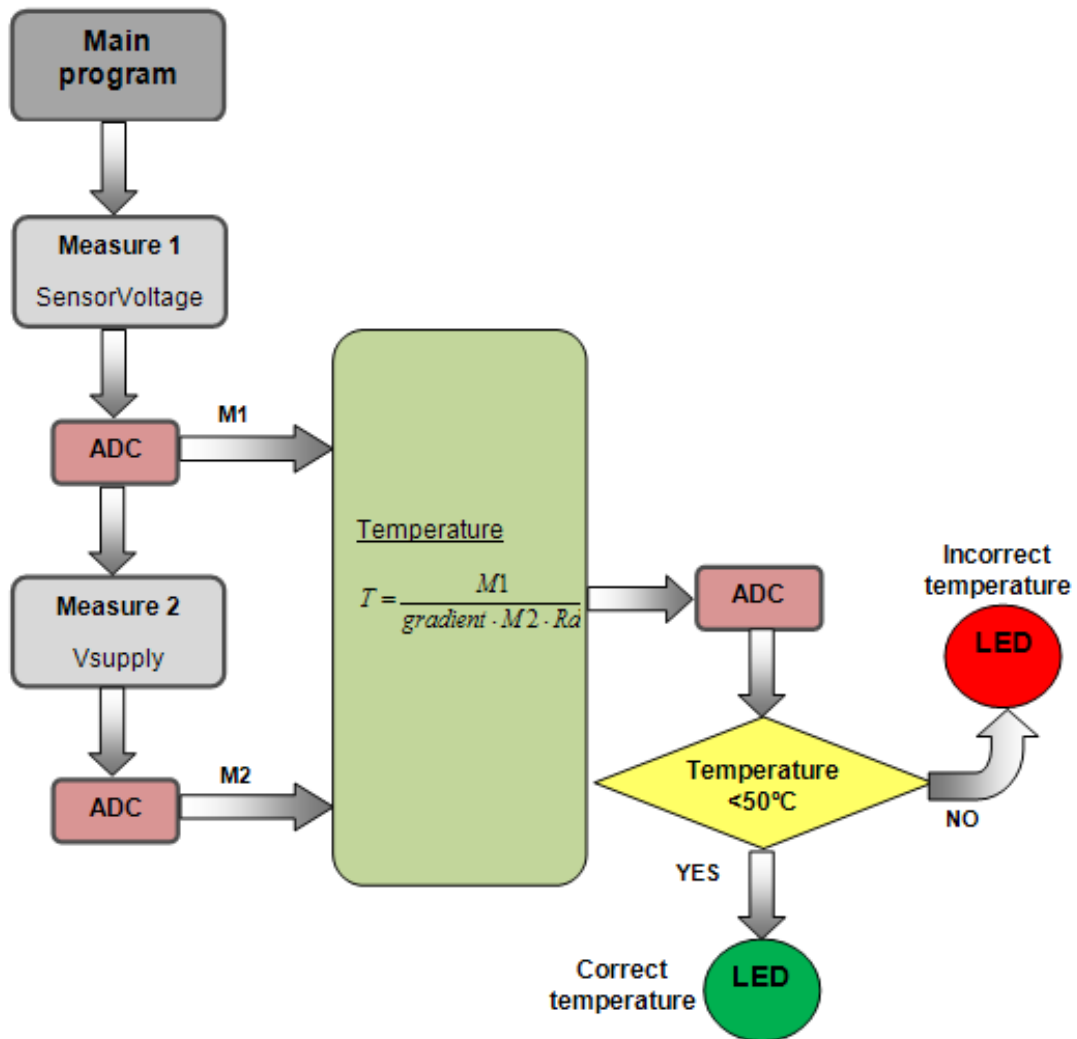 Main
program
Measure 1
SensorVoltage
ADC
M1
Measure 2
Vsupply
ADC
M2
Temperature
T = M1 / gradient · M2 · Rd
ADC
Temperature
<50ºC
NO
Incorrect
temperature
LED
YES
Correct
temperature
LED